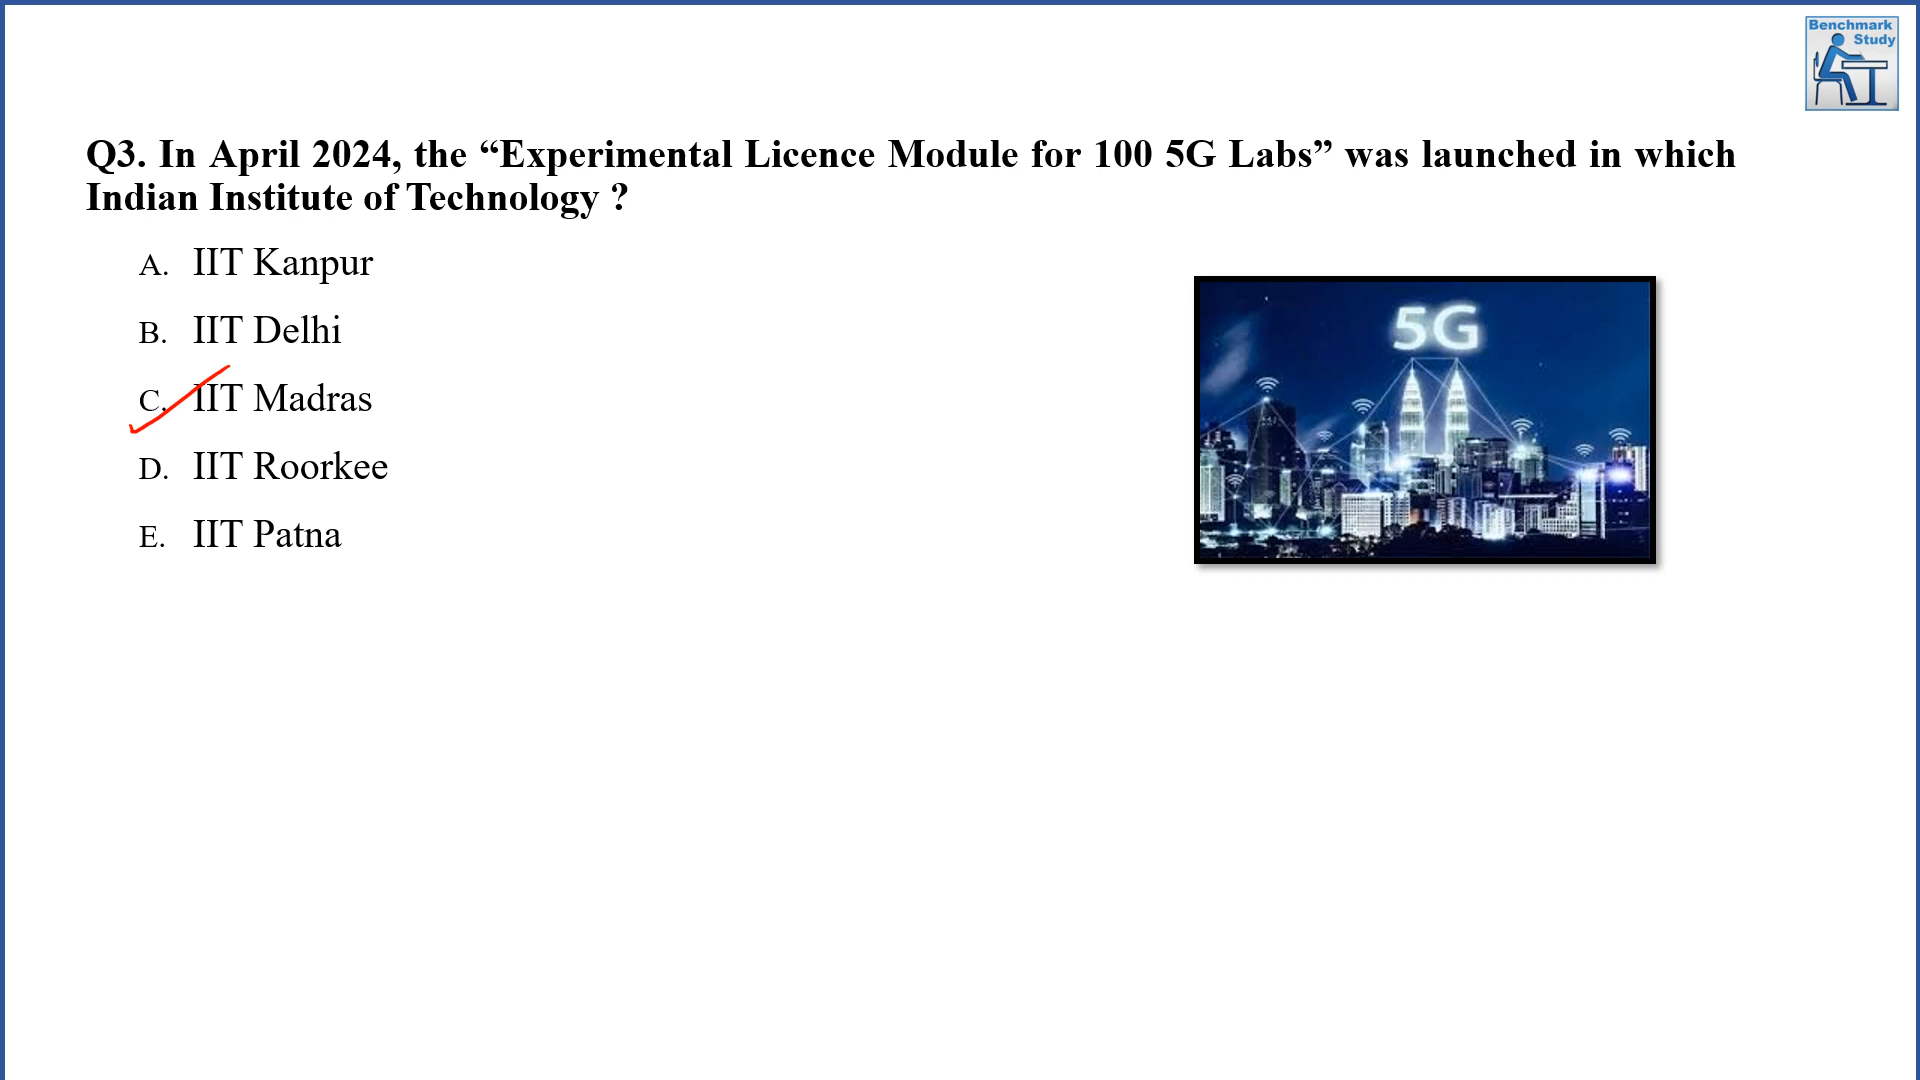 Benchmark
Study
Q3. In April 2024, the “Experimental Licence Module for 100 5G Labs” was launched in which
Indian Institute of Technology ?
A. IIT Kanpur
B. IIT Delhi
C. IIT Madras
D. IIT Roorkee
E. IIT Patna
5G